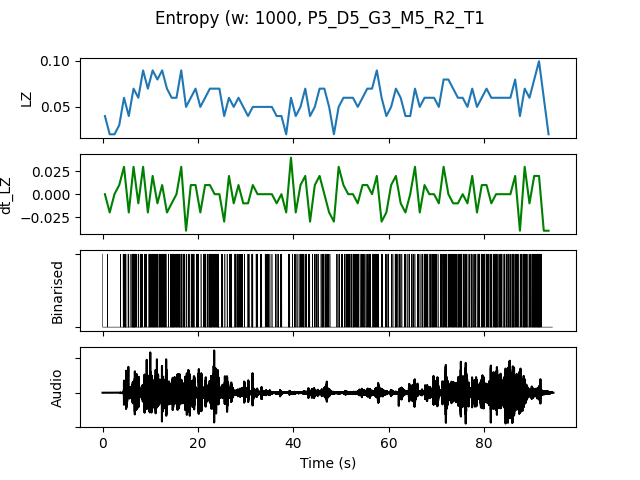 Entropy (w: 1000, P5_D5_G3_M5_R2_T1
0.10
0.05
LZ
0.025
0.000
−0.025
dt_LZ
Binarised
Audio
0 20 40 60 80
Time (s)